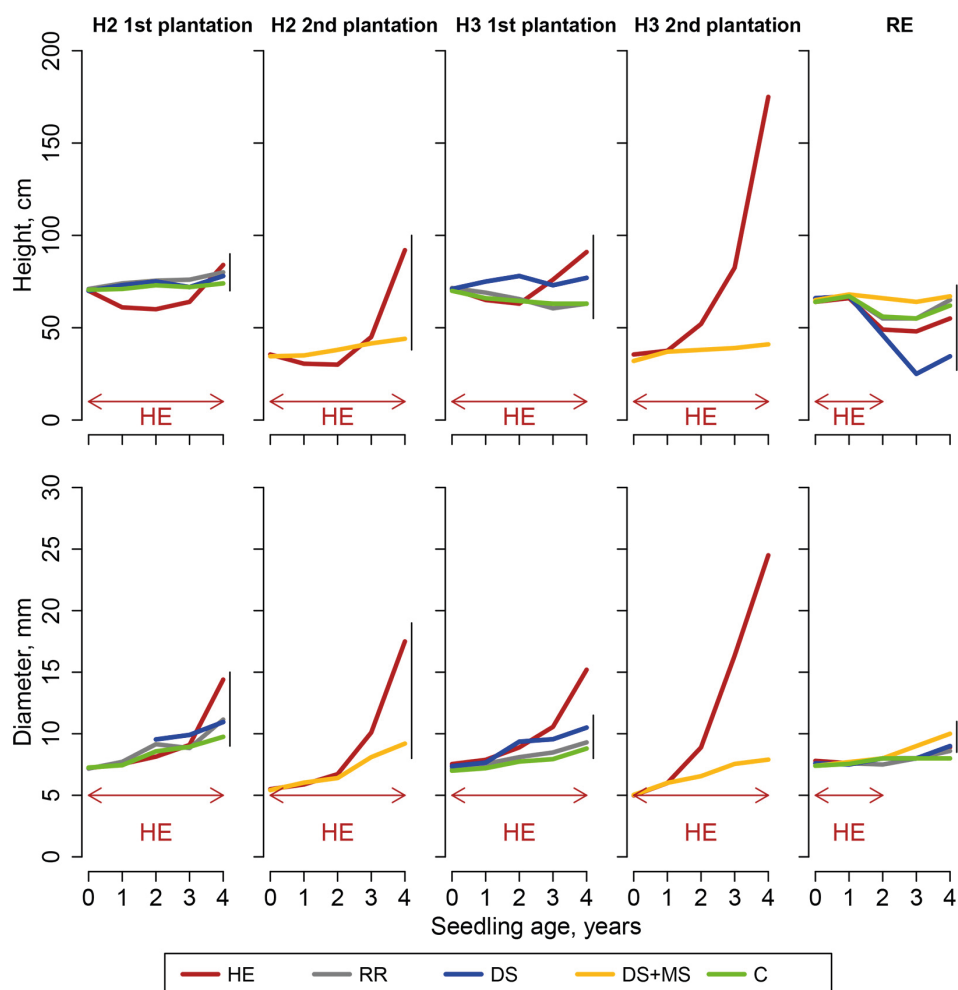 H2 1st plantation H2 2nd plantation H3 1st plantation H3 2nd plantation RE
Height, cm
200
150
100
50
0
HE HE HE HE HE
Diameter, mm
30
25
20
15
10
5
0
HE HE HE HE HE
0 1 2 3 4 0 1 2 3 4 0 1 2 3 4 0 1 2 3 4 0 1 2 3 4
Seedling age, years
HE RR DS DS+MS C